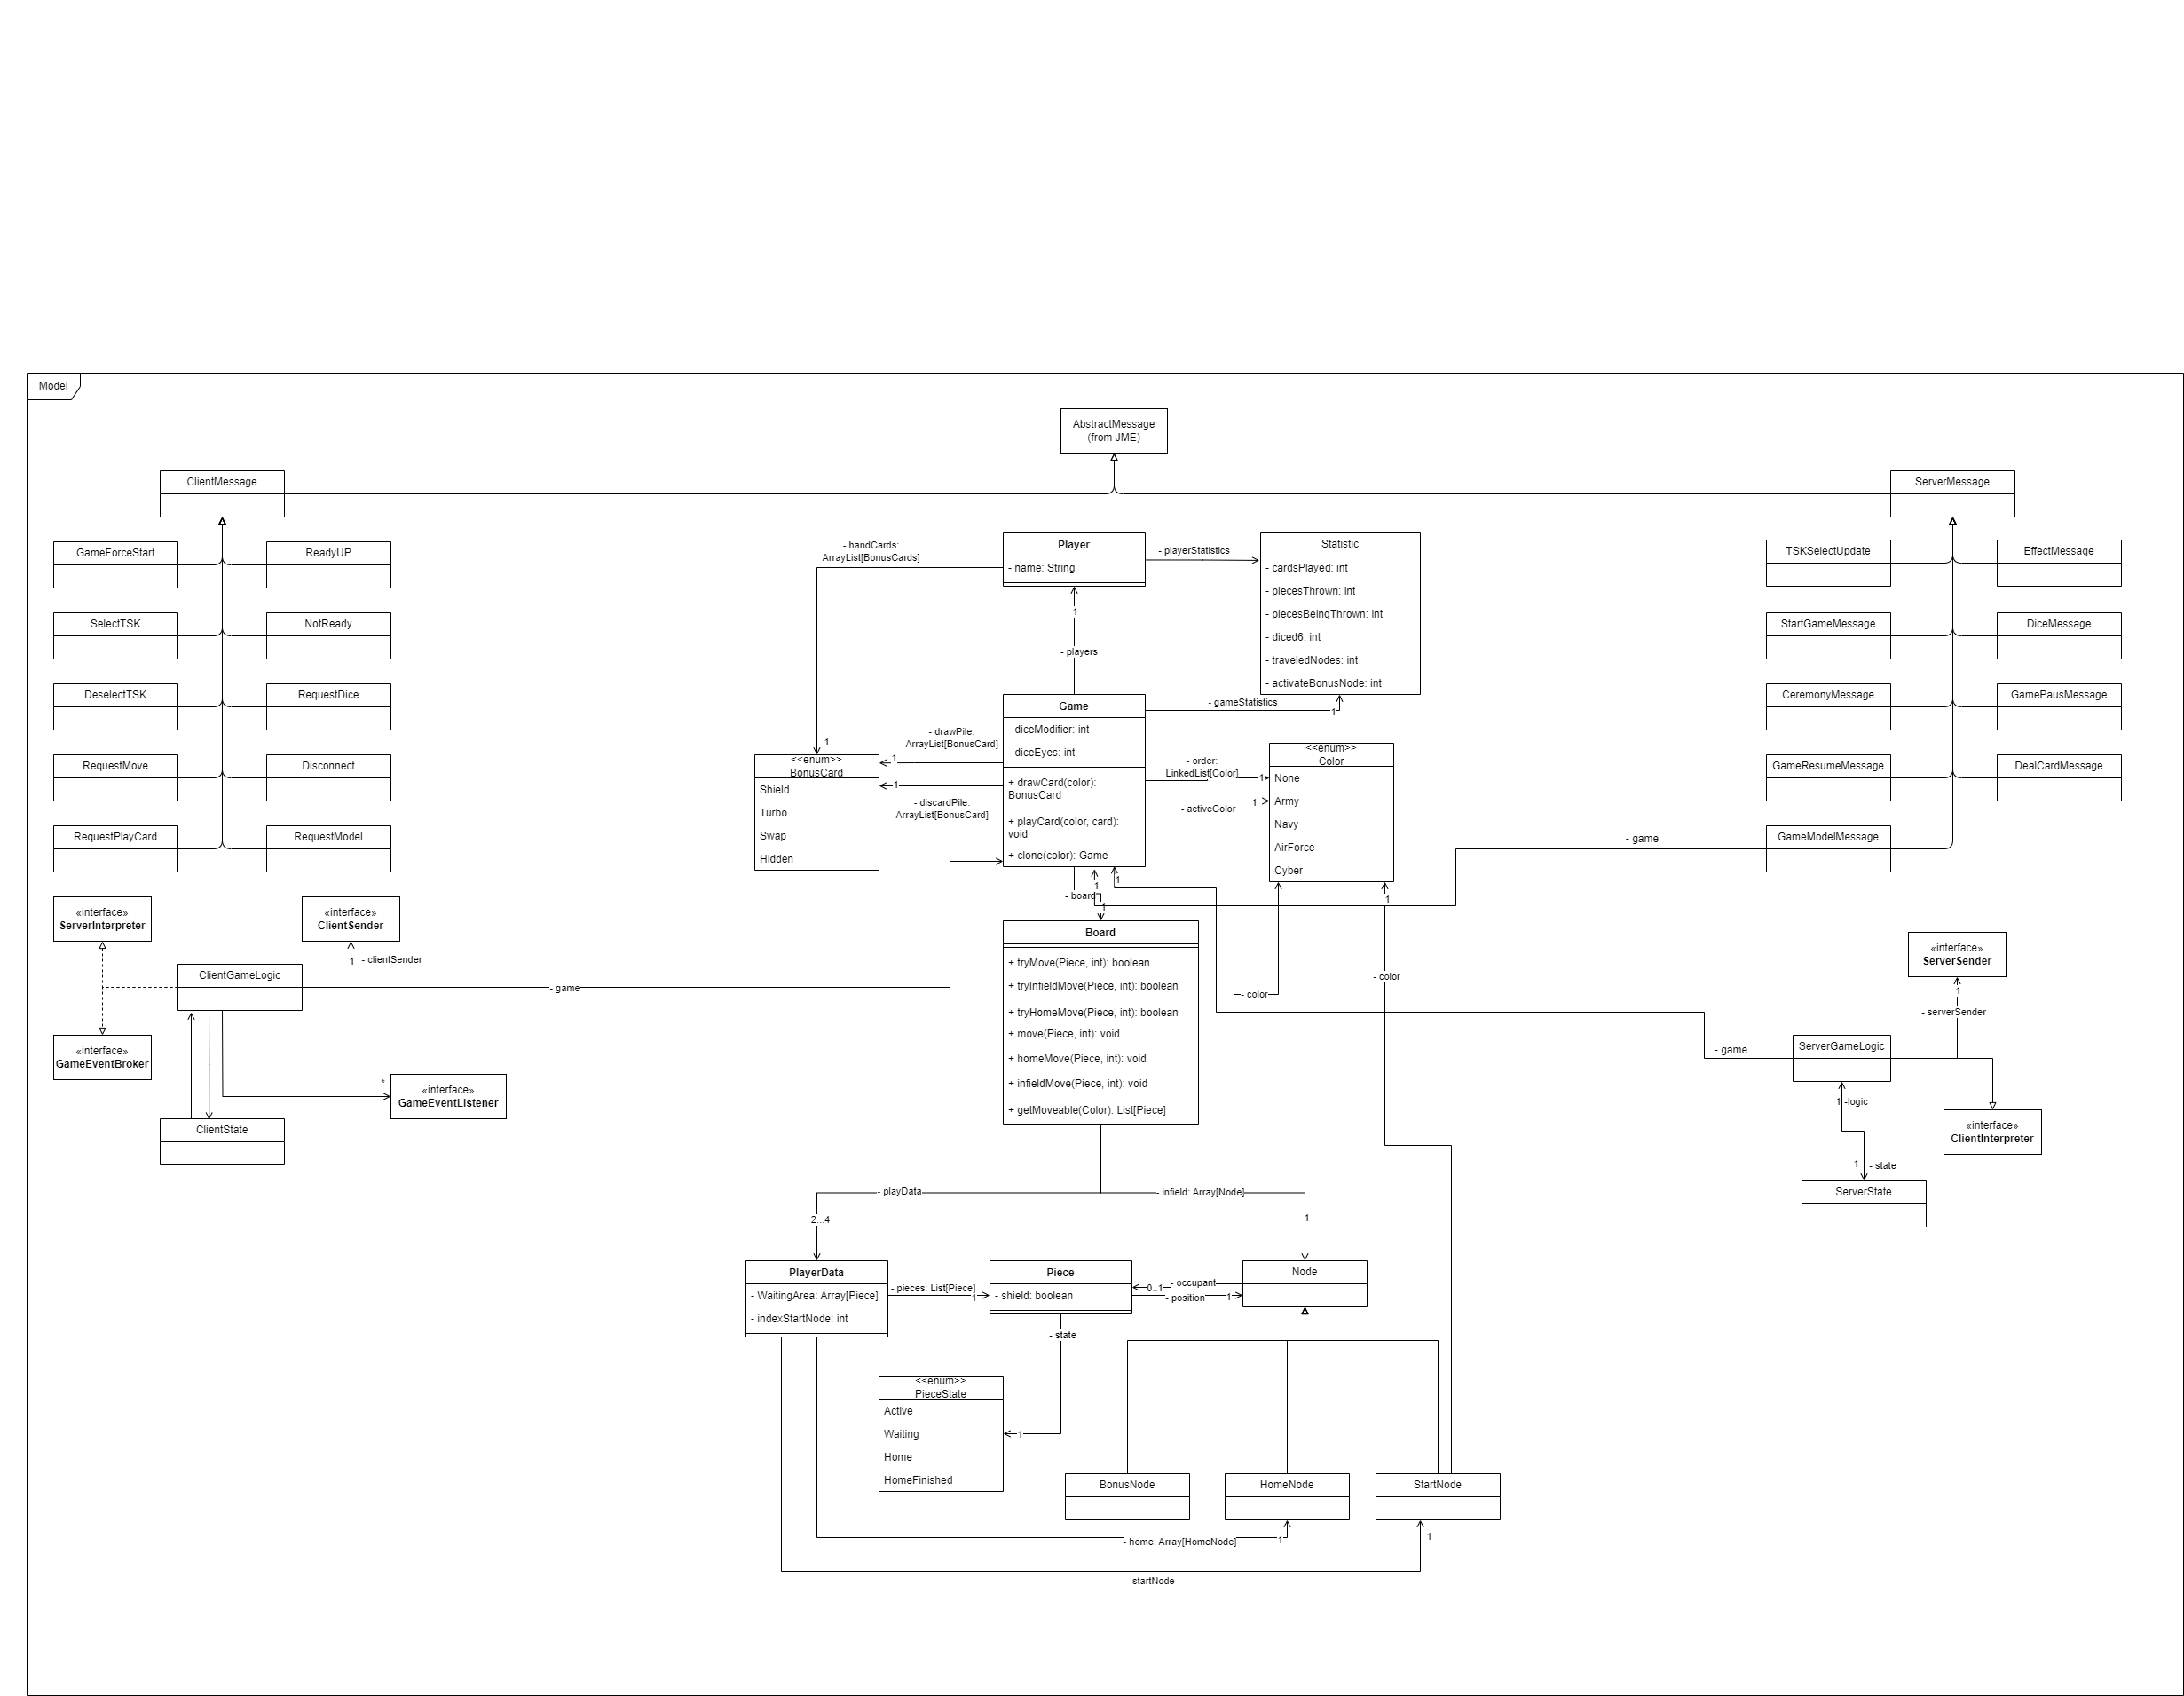 Model
AbstractMessage
(from JME)
ClientMessage
ServerMessage
GameForceStart
ReadyUP
SelectTSK
NotReady
DeselectTSK
RequestDice
RequestMove
Disconnect
RequestPlayCard
RequestModel
- handCards:
ArrayList[BonusCards]
1
Player
- name: String
- playerStatistics
1
- players
Statistic
- cardsPlayed: int
- piecesThrown: int
- piecesBeingThrown: int
- diced6: int
- traveledNodes: int
- activateBonusNode: int
TSKSelectUpdate
EffectMessage
StartGameMessage
DiceMessage
CeremonyMessage
GamePausMessage
GameResumeMessage
DealCardMessage
GameModelMessage
- game
Game
- diceModifier: int
- diceEyes: int
+ drawCard(color):
BonusCard
+ playCard(color, card):
void
+ clone(color): Game
- gameStatistics
1
- drawPile:
ArrayList[BonusCard]
1
1
- discardPile:
ArrayList[BonusCard]
<<enum>>
BonusCard
Shield
Turbo
Swap
Hidden
- order:
LinkedList[Color]
1
1
- activeColor
<<enum>>
Color
None
Army
Navy
AirForce
Cyber
1
1
- board
1
1
«interface»
ServerInterpreter
«interface»
ClientSender
1
- clientSender
ClientGameLogic
- game
«interface»
GameEventBroker
*
«interface»
GameEventListener
ClientState
Board
+ tryMove(Piece, int): boolean
+ tryInfieldMove(Piece, int): boolean
+ tryHomeMove(Piece, int): boolean
+ move(Piece, int): void
+ homeMove(Piece, int): void
+ infieldMove(Piece, int): void
+ getMoveable(Color): List[Piece]
- color
- color
«interface»
ServerSender
1
- serverSender
- game
ServerGameLogic
1
-logic
«interface»
ClientInterpreter
1
- state
ServerState
- playData
- infield: Array[Node]
2...4
1
PlayerData
- WaitingArea: Array[Piece]
- indexStartNode: int
- pieces: List[Piece]
1
Piece
- shield: boolean
- occupant
0..1
- position
1
Node
- state
<<enum>>
PieceState
Active
Waiting
Home
HomeFinished
1
BonusNode
HomeNode
StartNode
- home: Array[HomeNode]
1
1
- startNode